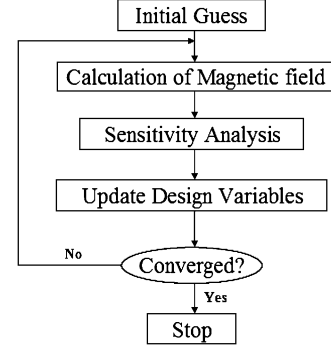 Initial Guess
Calculation of Magnetic field
Sensitivity Analysis
Update Design Variables
No
Converged?
Yes
Stop